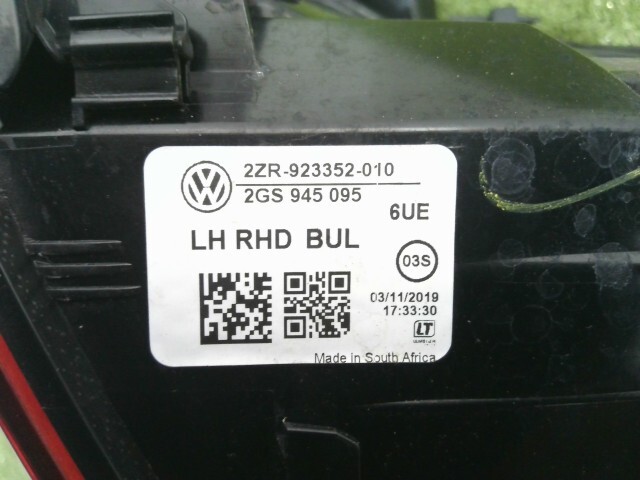 2ZR-923352-010
2GS 945 095
6UE
LH RHD BUL
03S
03/11/2019
17:33:30
LT
Made in South Africa